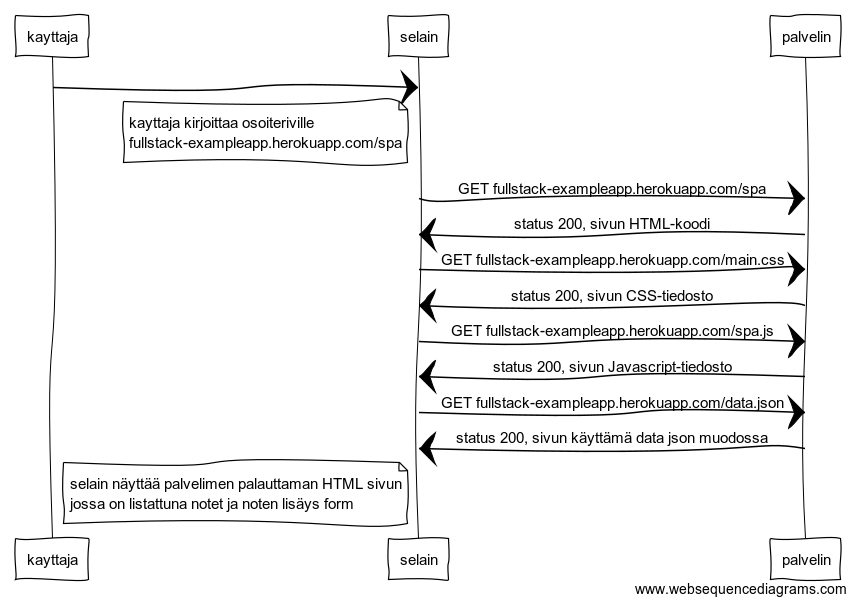 kayttaja
selain
palvelin
kayttaja kirjoittaa osoiteriville
fullstack-exampleapp.herokuapp.com/spa
GET fullstack-exampleapp.herokuapp.com/spa
status 200, sivun HTML-koodi
GET fullstack-exampleapp.herokuapp.com/main.css
status 200, sivun CSS-tiedosto
GET fullstack-exampleapp.herokuapp.com/spa.js
status 200, sivun Javascript-tiedosto
GET fullstack-exampleapp.herokuapp.com/data.json
status 200, sivun käyttämä data json muodossa
selain näyttää palvelimen palauttaman HTML sivun
jossa on listattuna notet ja noten lisäys form
kayttaja
selain
palvelin
www.websequencediagrams.com